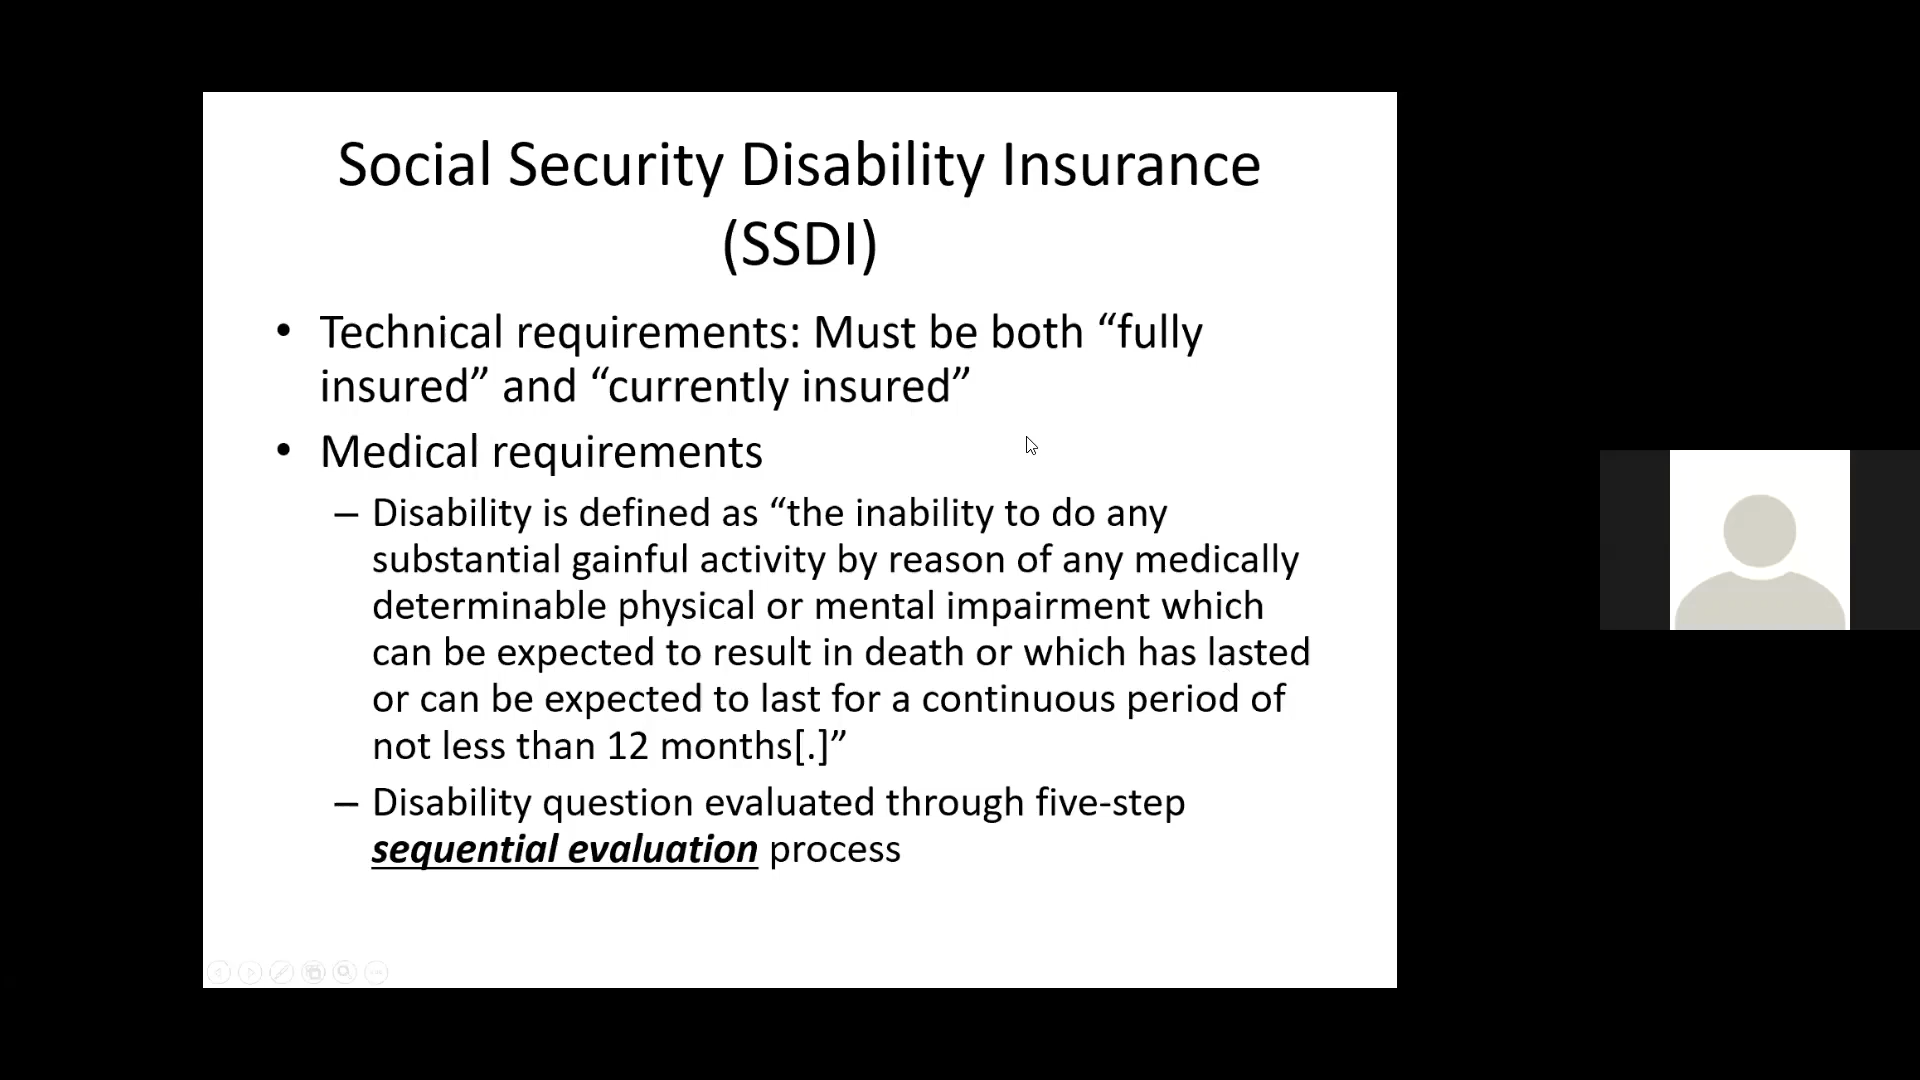 Social Security Disability Insurance
(SSDI)
• Technical requirements: Must be both “fully
insured” and “currently insured”
• Medical requirements
– Disability is defined as “the inability to do any
substantial gainful activity by reason of any medically
determinable physical or mental impairment which
can be expected to result in death or which has lasted
or can be expected to last for a continuous period of
not less than 12 months[.]”
– Disability question evaluated through five-step
sequential evaluation process